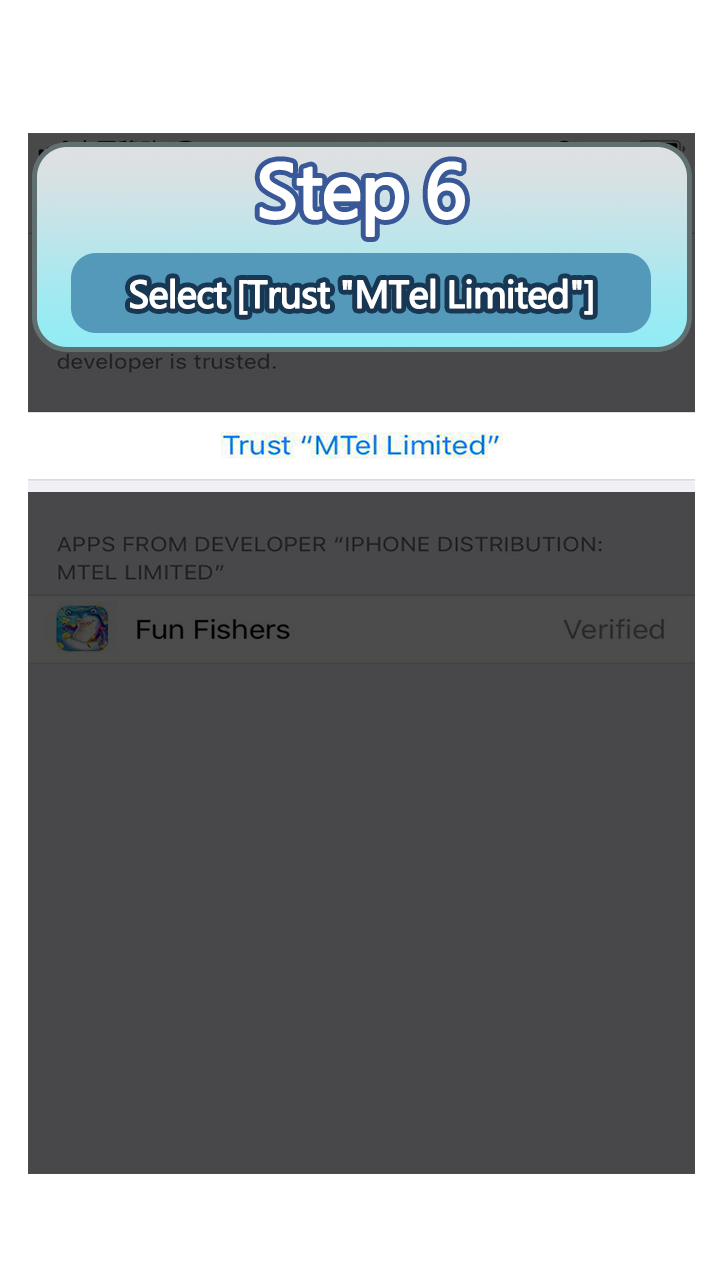 Step 6
Select [Trust "MTel Limited"]
developer is trusted.
Trust “MTel Limited”
APPS FROM DEVELOPER “IPHONE DISTRIBUTION:
MTEL LIMITED”
Fun Fishers Verified